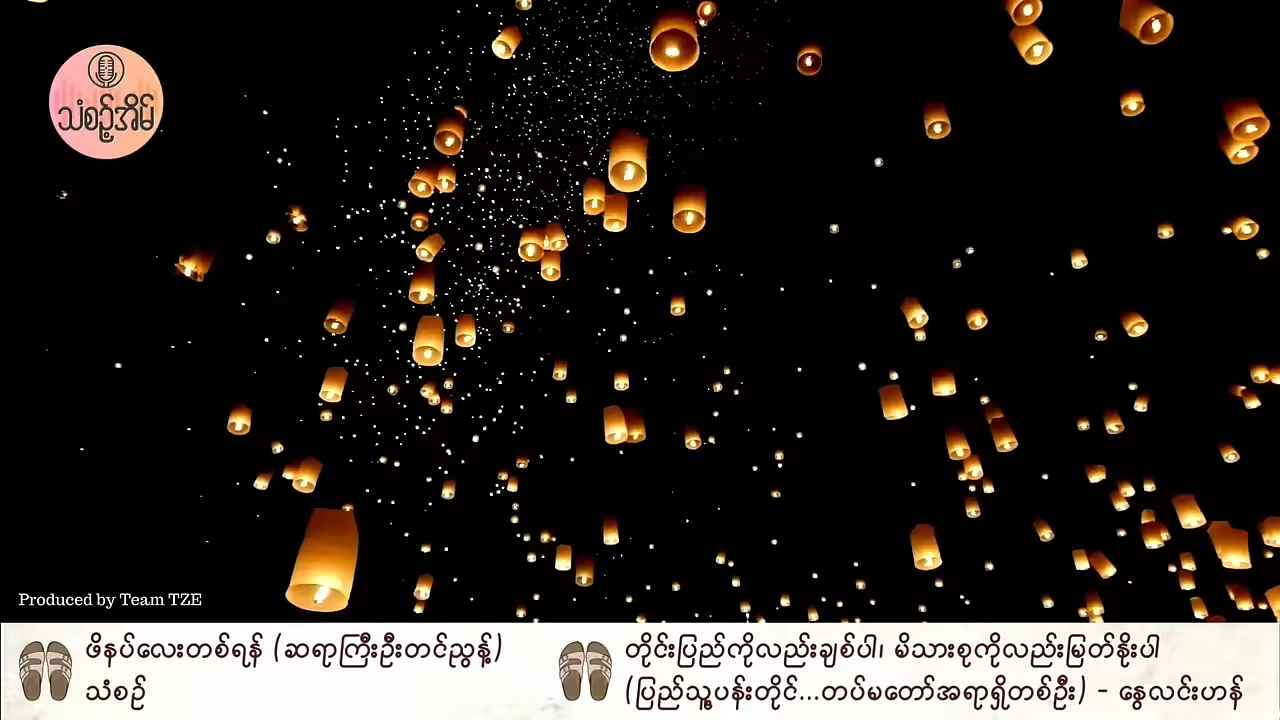 သံစဉ်အိမ်
Produced by Team TZE
ဖိနပ်လေးတစ်ရန် (ဆရာကြီးဦးတင်ညွန့်)
သံစဉ်
တိုင်းပြည်ကိုလည်းချစ်ပါ၊ မိသားစုကိုလည်းမြတ်နိုးပါ
(ပြည်သူ့ပန်းတိုင်...တပ်မတော်အရာရှိတစ်ဦး) - နွေလင်းဟန်